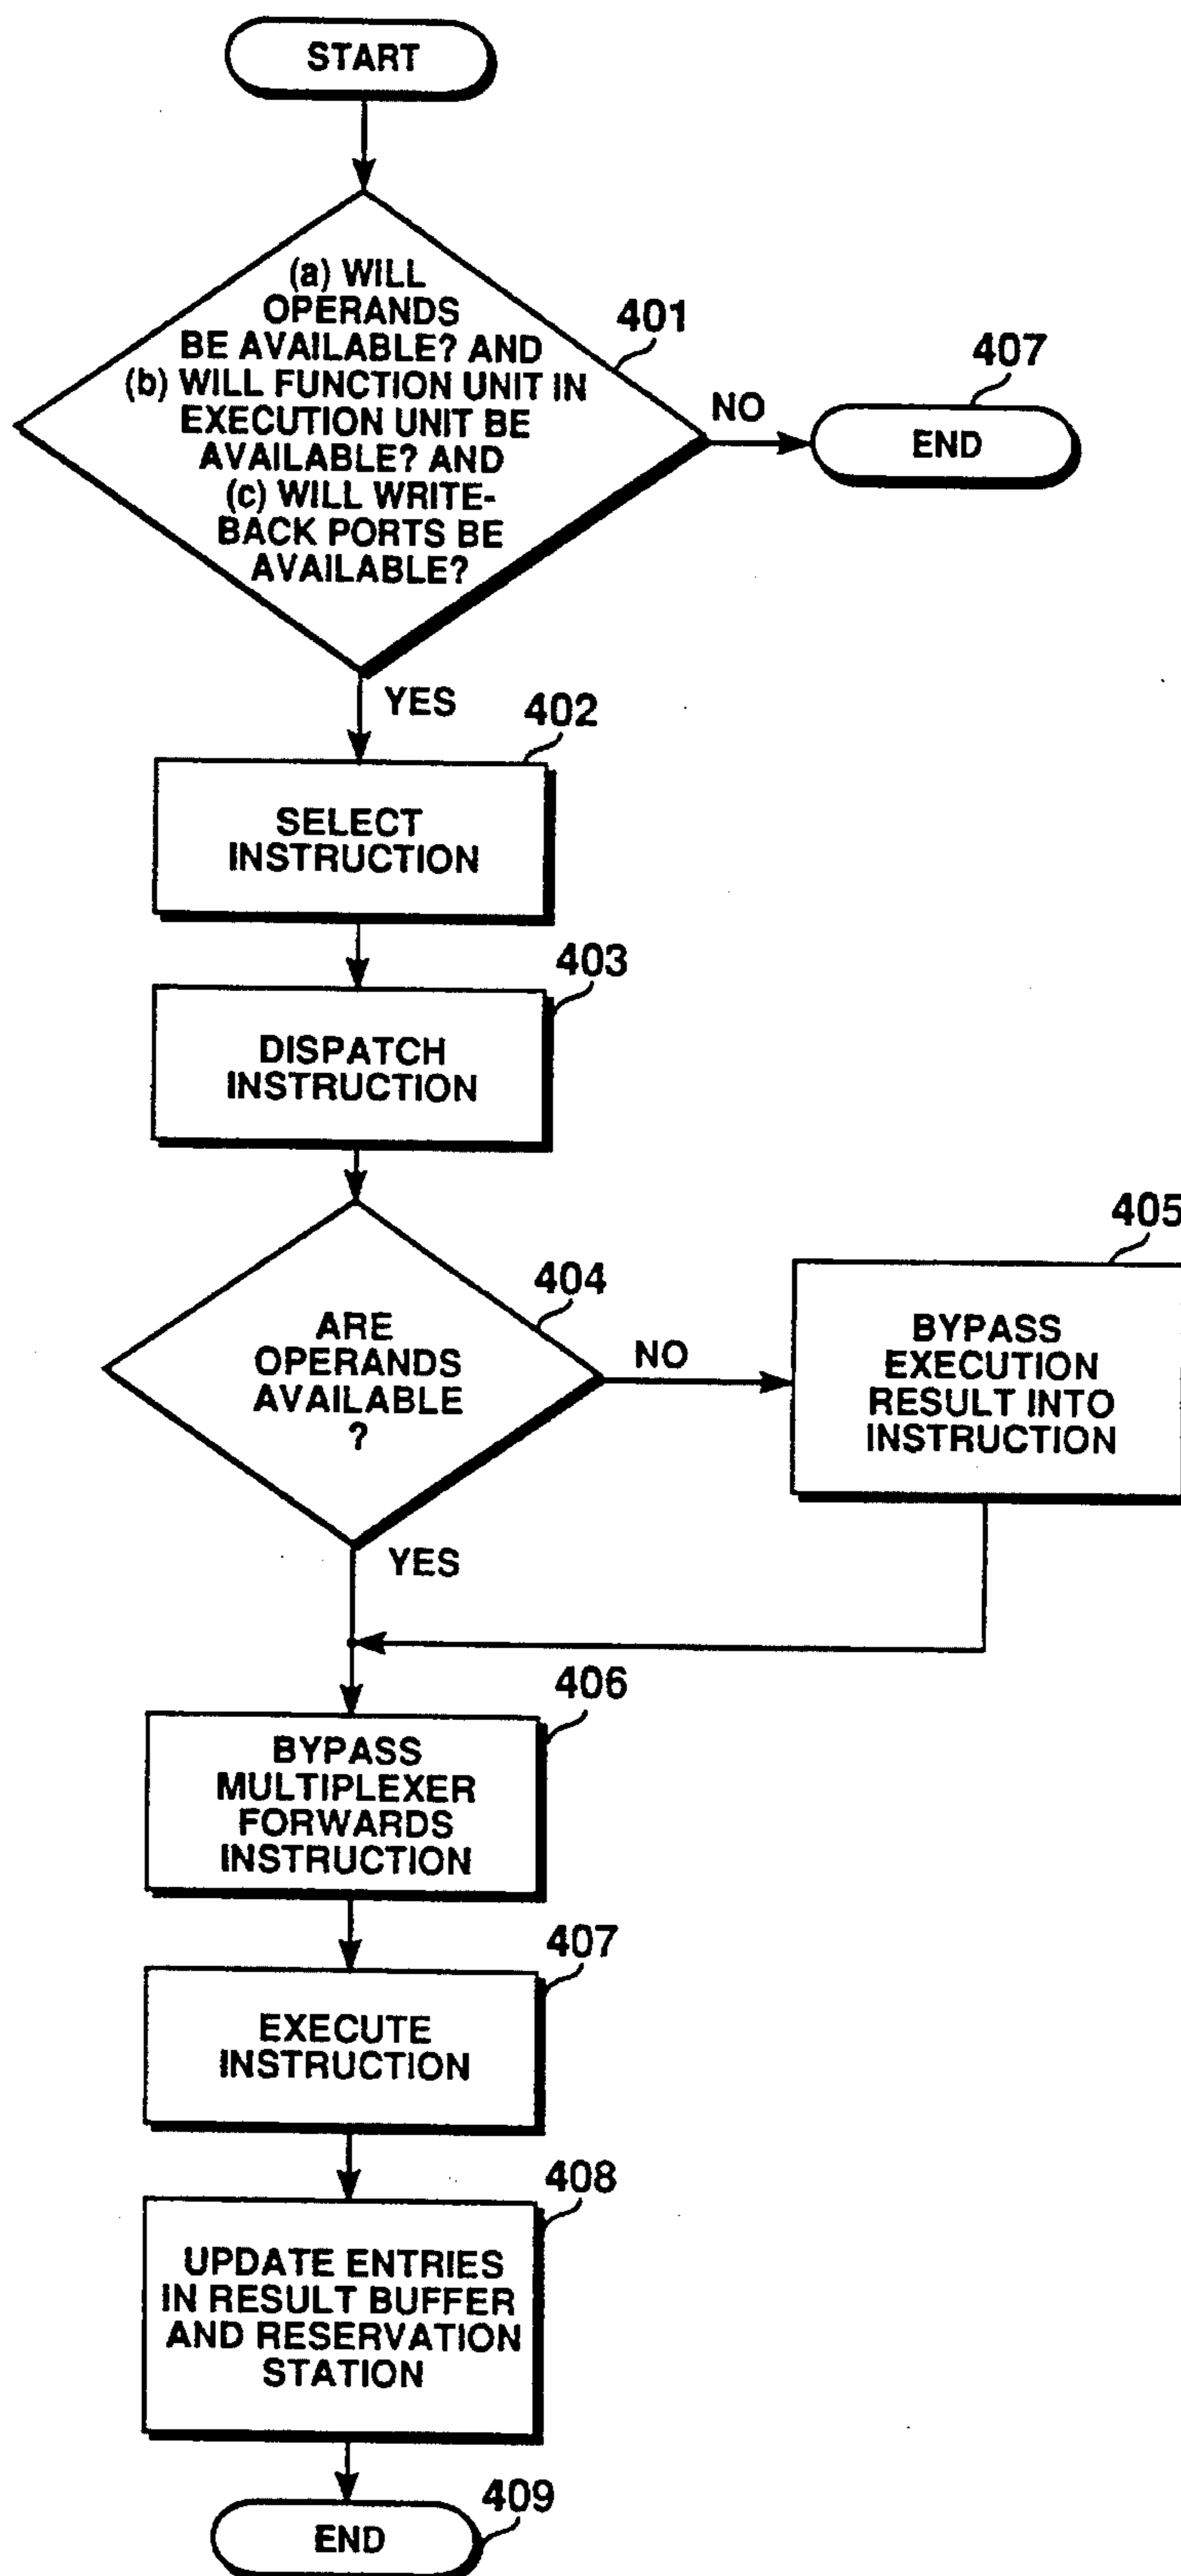 START
(a) WILL
OPERANDS
BE AVAILABLE? AND
(b) WILL FUNCTION UNIT IN
EXECUTION UNIT BE
AVAILABLE? AND
(c) WILL WRITE-
BACK PORTS BE
AVAILABLE?
401
NO
407
END
YES
402
SELECT
INSTRUCTION
403
DISPATCH
INSTRUCTION
404
ARE
OPERANDS
AVAILABLE
?
NO
405
BYPASS
EXECUTION
RESULT INTO
INSTRUCTION
YES
406
BYPASS
MULTIPLEXER
FORWARDS
INSTRUCTION
407
EXECUTE
INSTRUCTION
408
UPDATE ENTRIES
IN RESULT BUFFER
AND RESERVATION
STATION
409
END